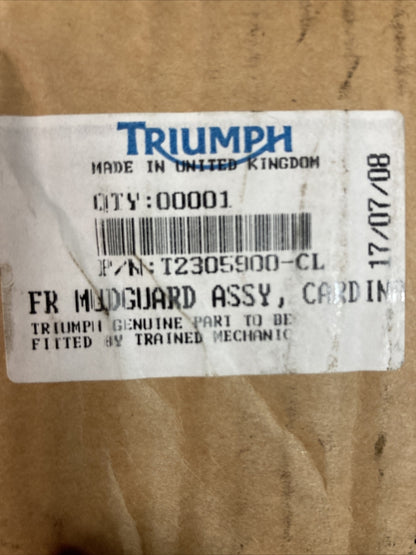 TRIUMPH
MADE IN UNITED KINGDOM
QTY:00001
P/N:T2305900-CL
FR MUDGUARD ASSY, CARDINA
TRIUMPH GENUINE PART TO BE
FITTED BY TRAINED MECHANIC
17/07/08